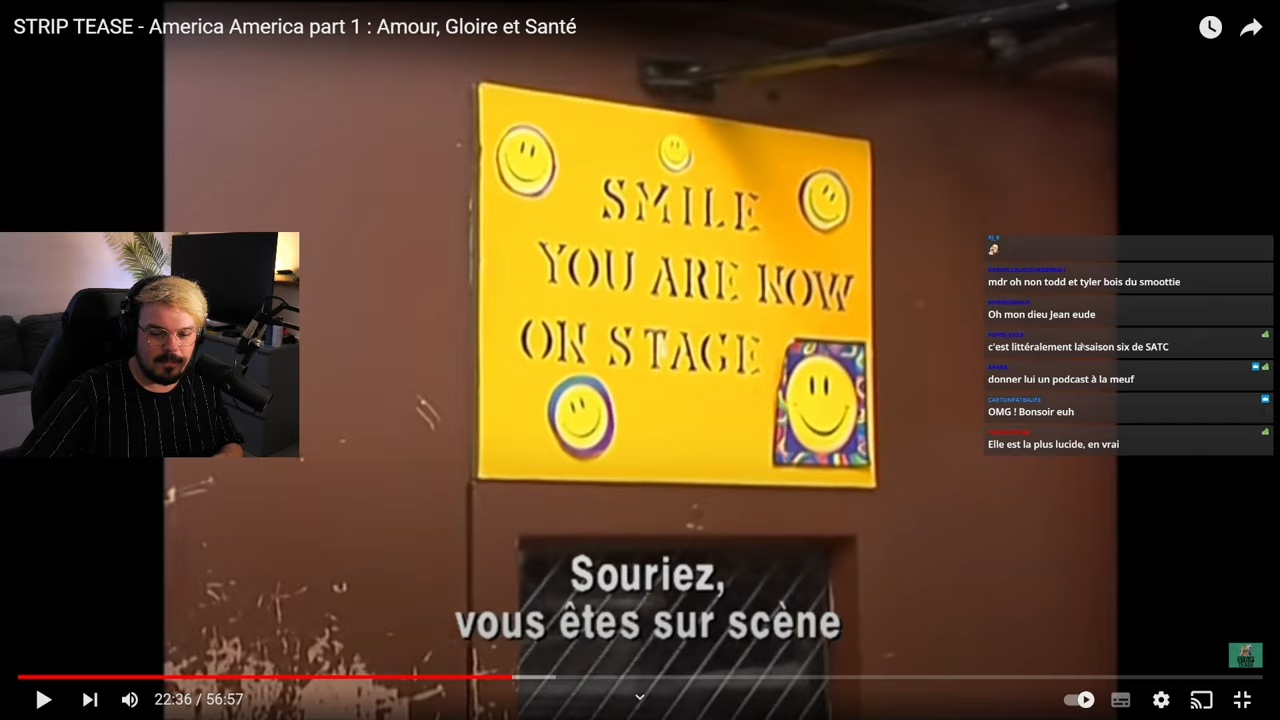 STRIP TEASE - America America part 1 : Amour, Gloire et Santé
SMILE
YOU ARE NOW
ON STAGE
mdr oh non todd et tyler bois du smoottie
Oh mon dieu Jean eude
c'est littéralement la saison six de SATC
donner lui un podcast à la meuf
CARTONPATE4LIFE
OMG ! Bonsoir euh
Elle est la plus lucide, en vrai
Souriez,
vous êtes sur scène
22:36 / 56:57